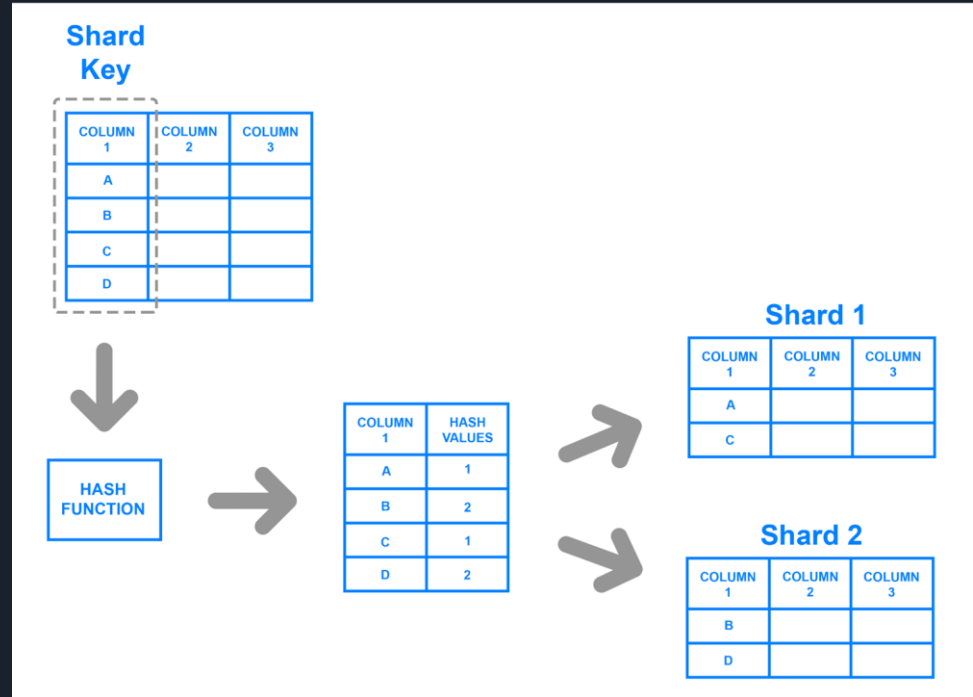 Shard
Key
COLUMN COLUMN COLUMN
1 2 3
A
B
C
D
HASH
FUNCTION
COLUMN HASH
1 VALUES
A 1
B 2
C 1
D 2
Shard 1
COLUMN COLUMN COLUMN
1 2 3
A
C
Shard 2
COLUMN COLUMN COLUMN
1 2 3
B
D